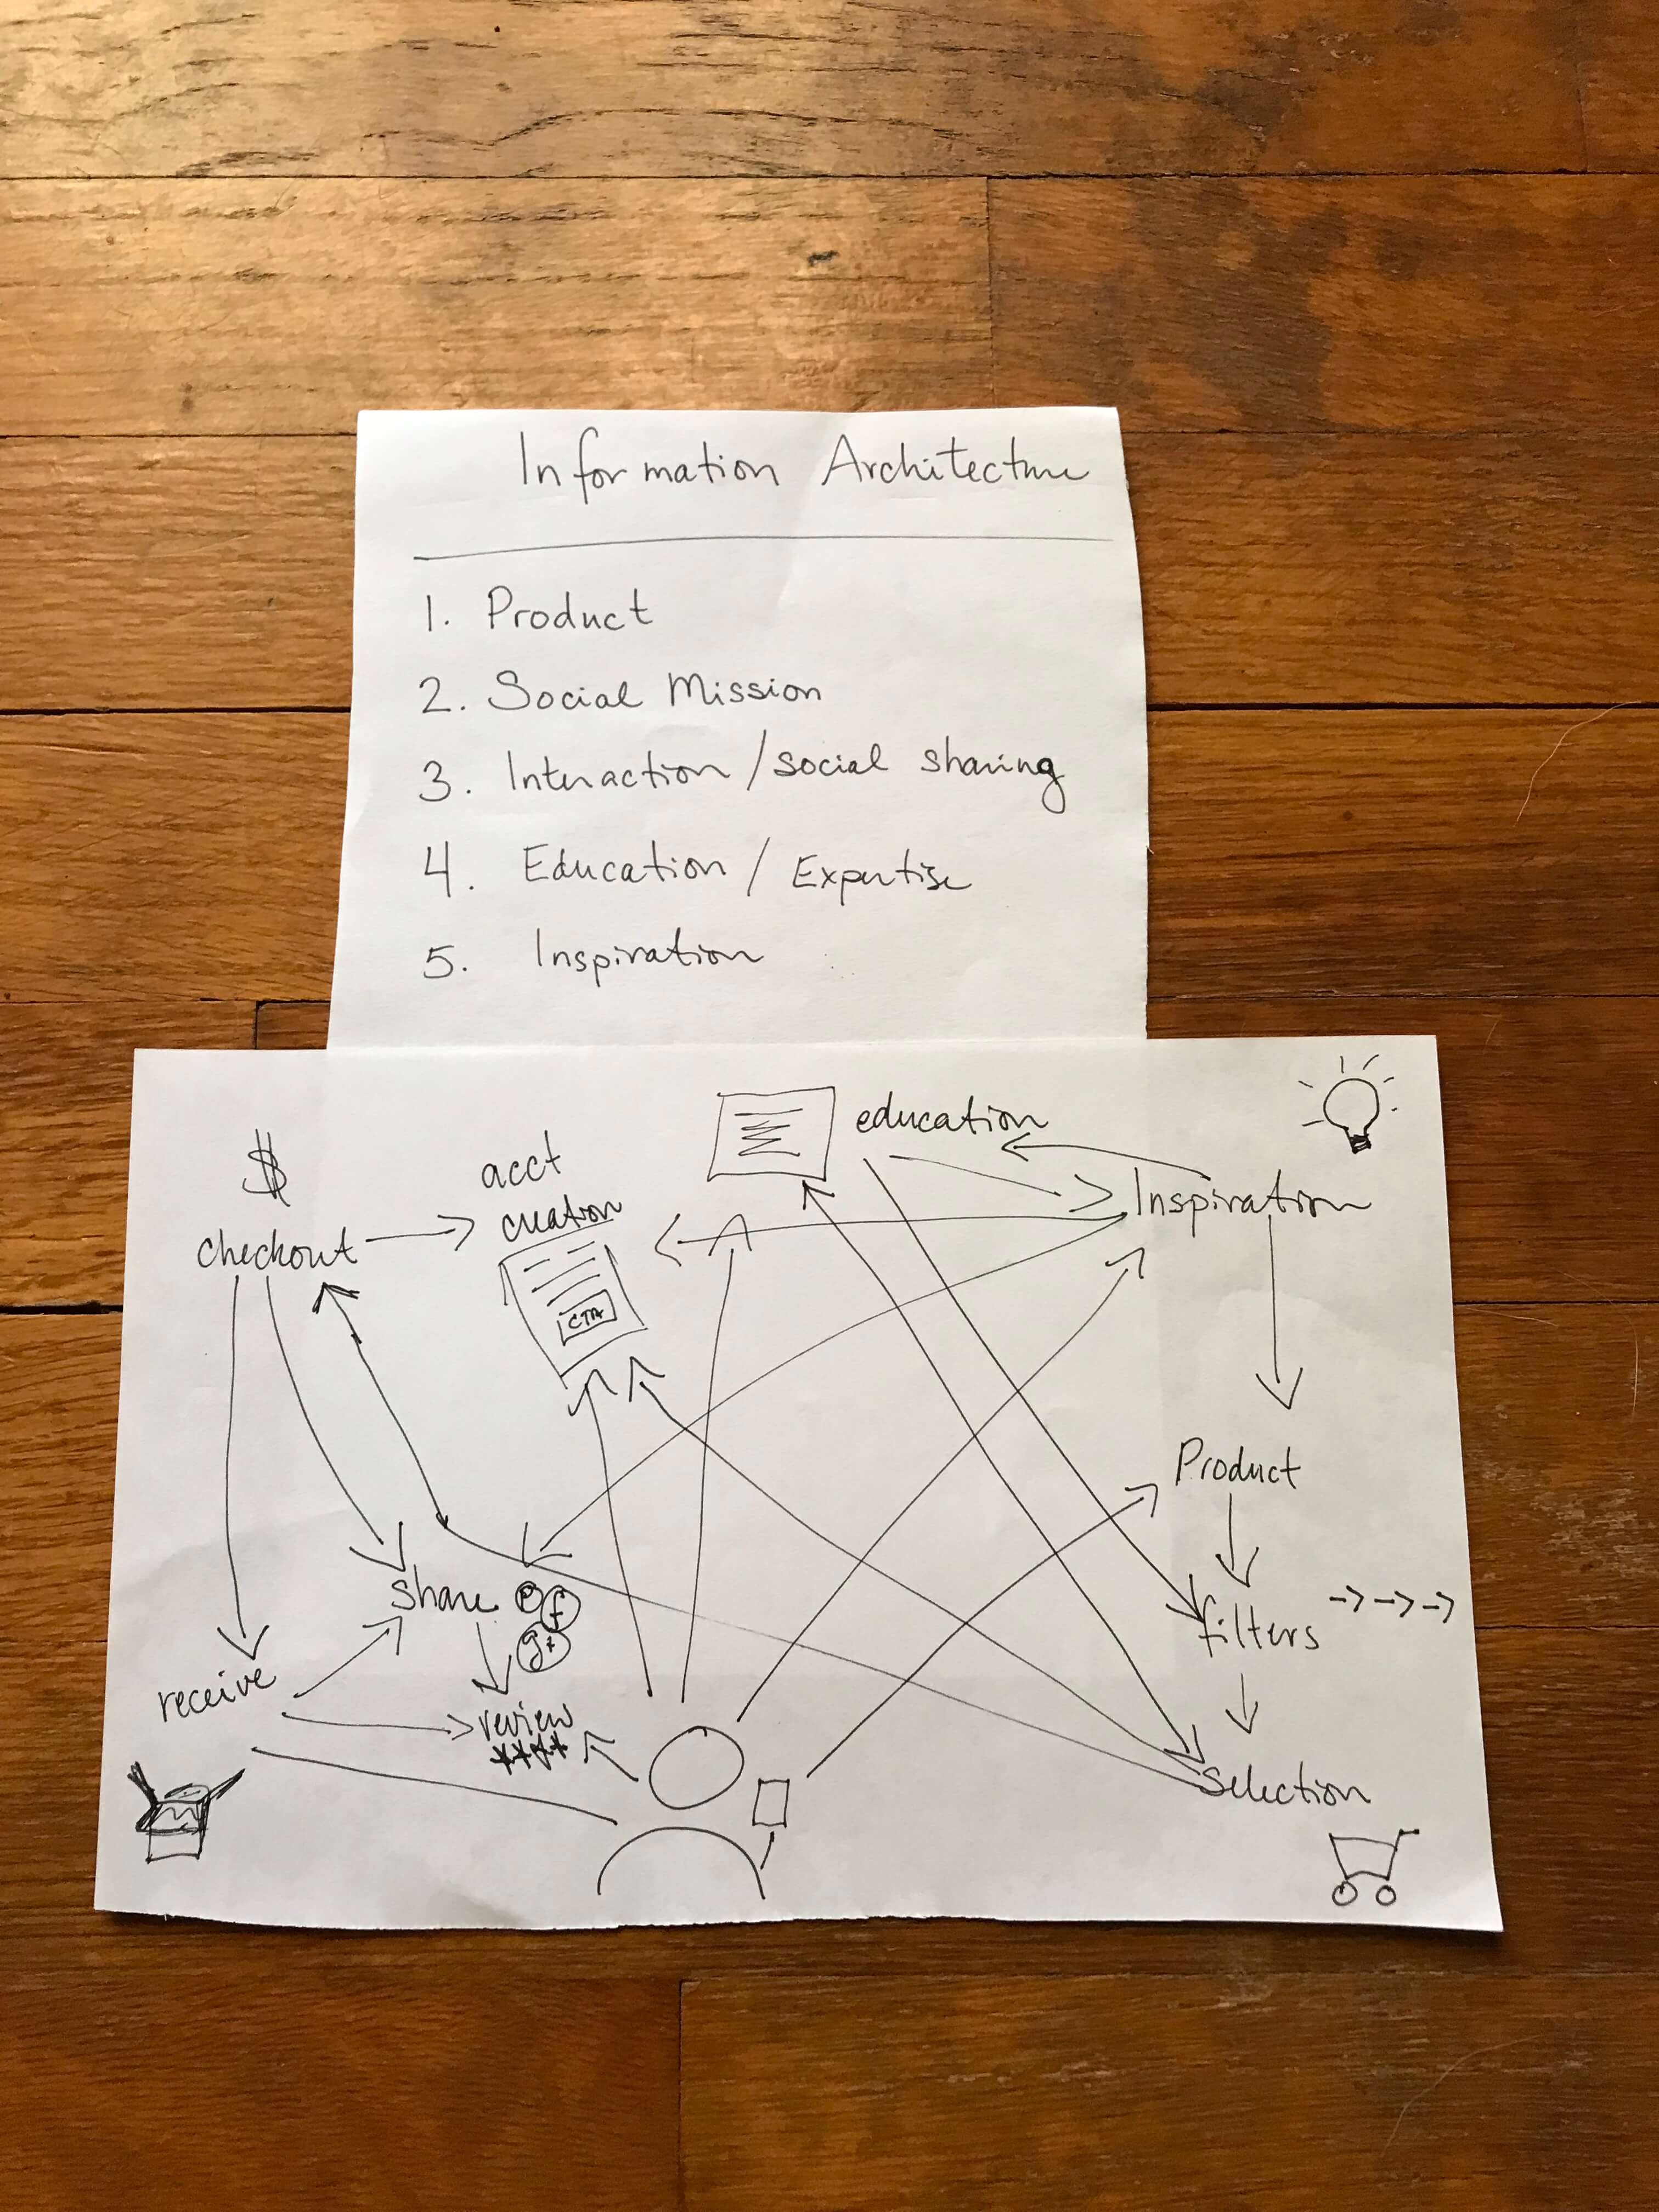 Information Architecture
1. Product
2. Social Mission
3. Interaction / social sharing
4. Education / Expertise
5. Inspiration
education
$
acct
creation
Inspiration
checkout
CTA
Product
share
f
g+
filters
receive
review
Selection